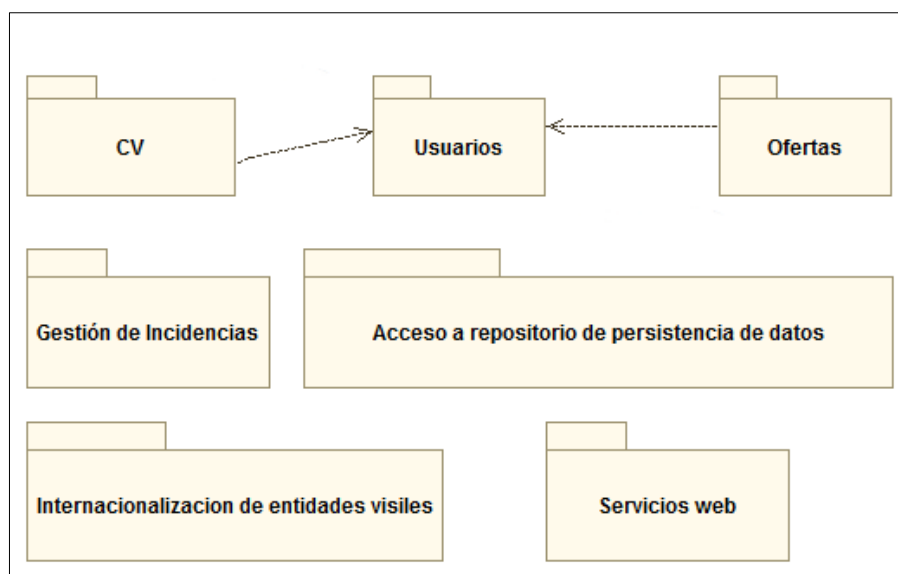 CV
Usuarios
Ofertas
Gestión de Incidencias
Acceso a repositorio de persistencia de datos
Internacionalizacion de entidades visiles
Servicios web